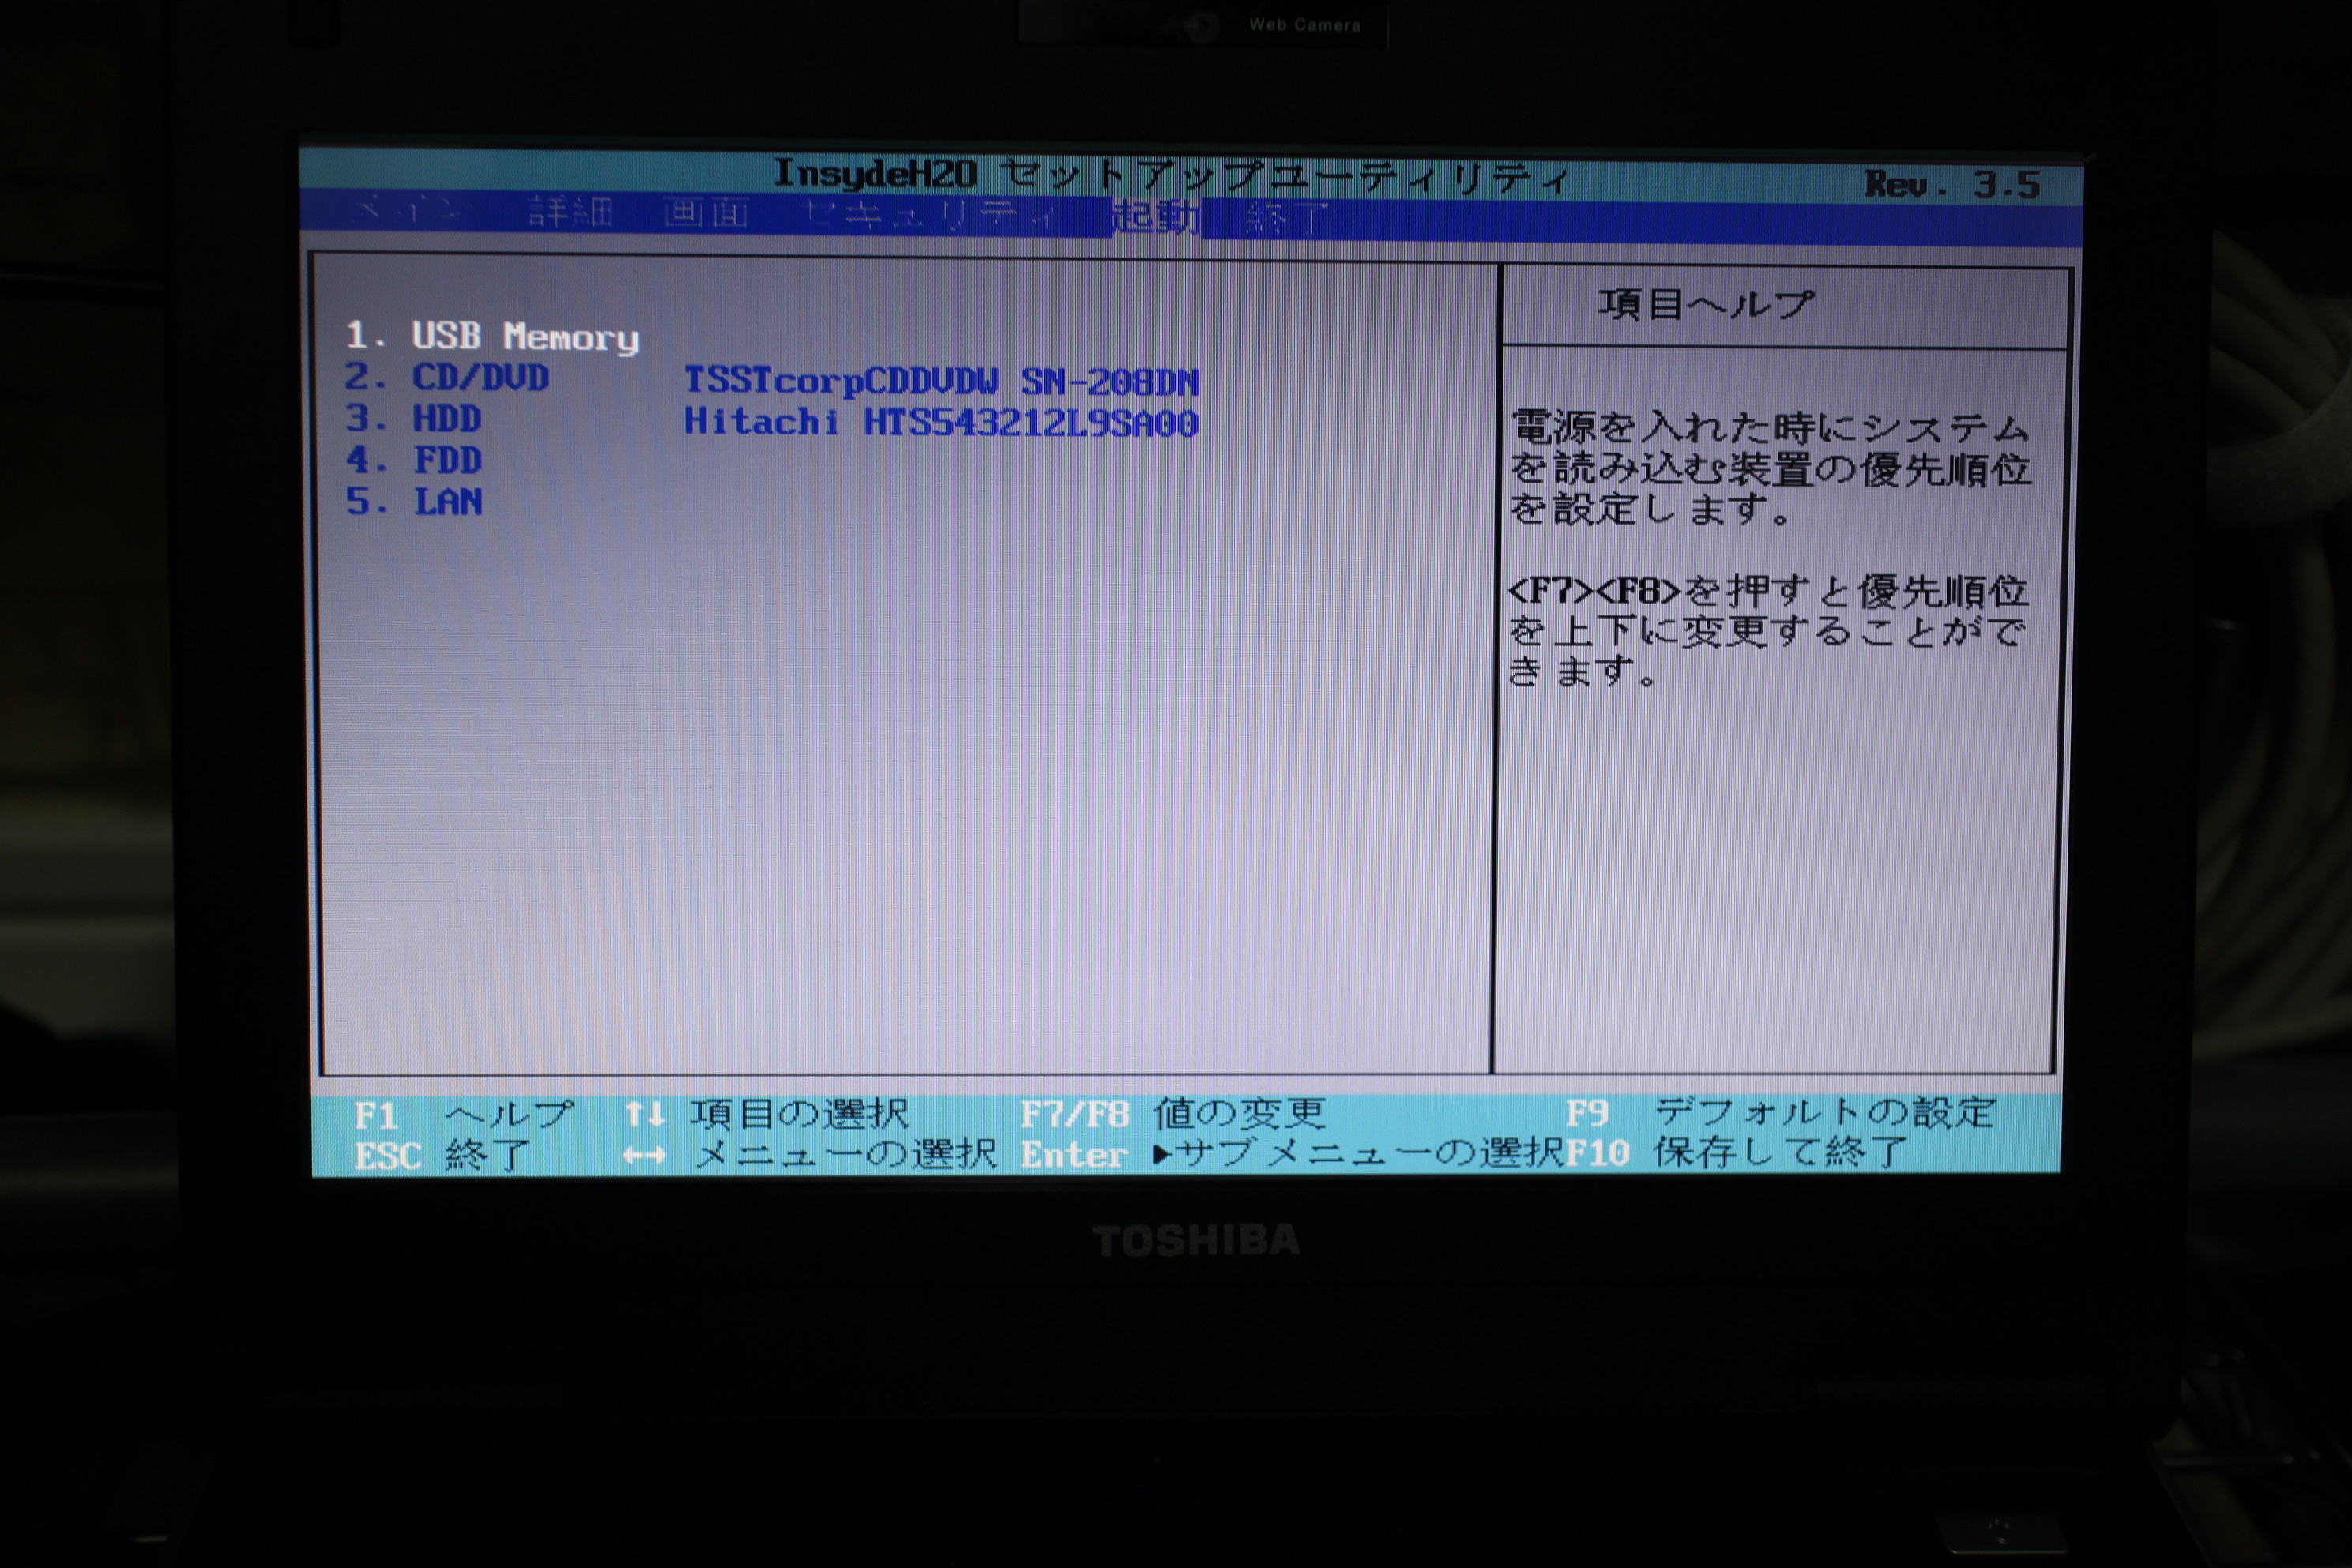 Web Camera
InsydeH20 セットアップユーティリティ Rev. 3.5
メイン 詳細 画面 セキュリティ 起動 終了
1. USB Memory
2. CD/DVD TSSTcorpCDDVDW SN-208DN
3. HDD Hitachi HTS543212L9SA00
4. FDD
5. LAN
項目ヘルプ
電源を入れた時にシステム
を読み込む装置の優先順位
を設定します。
<F7><F8>を押すと優先順位
を上下に変更することがで
きます。
F1 ヘルプ ↑↓ 項目の選択 F7/F8 値の変更 F9 デフォルトの設定
ESC 終了 ←→ メニューの選択 Enter ▶サブメニューの選択 F10 保存して終了
TOSHIBA